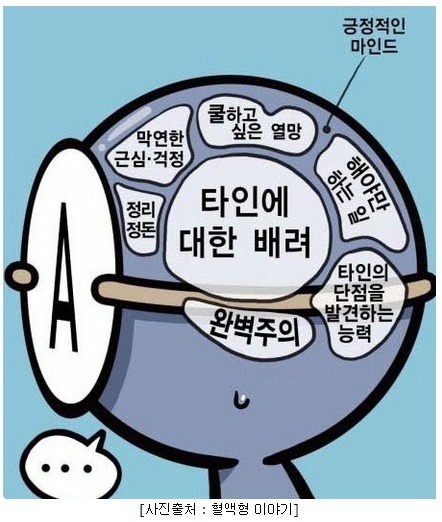 긍정적인
마인드
쿨하고
싶은 열망
막연한
근심·걱정
해야만
하는 일
정리
정돈
타인에
대한 배려
타인의
단점을
발견하는
능력
완벽주의
A
...
[사진출처 : 혈액형 이야기]